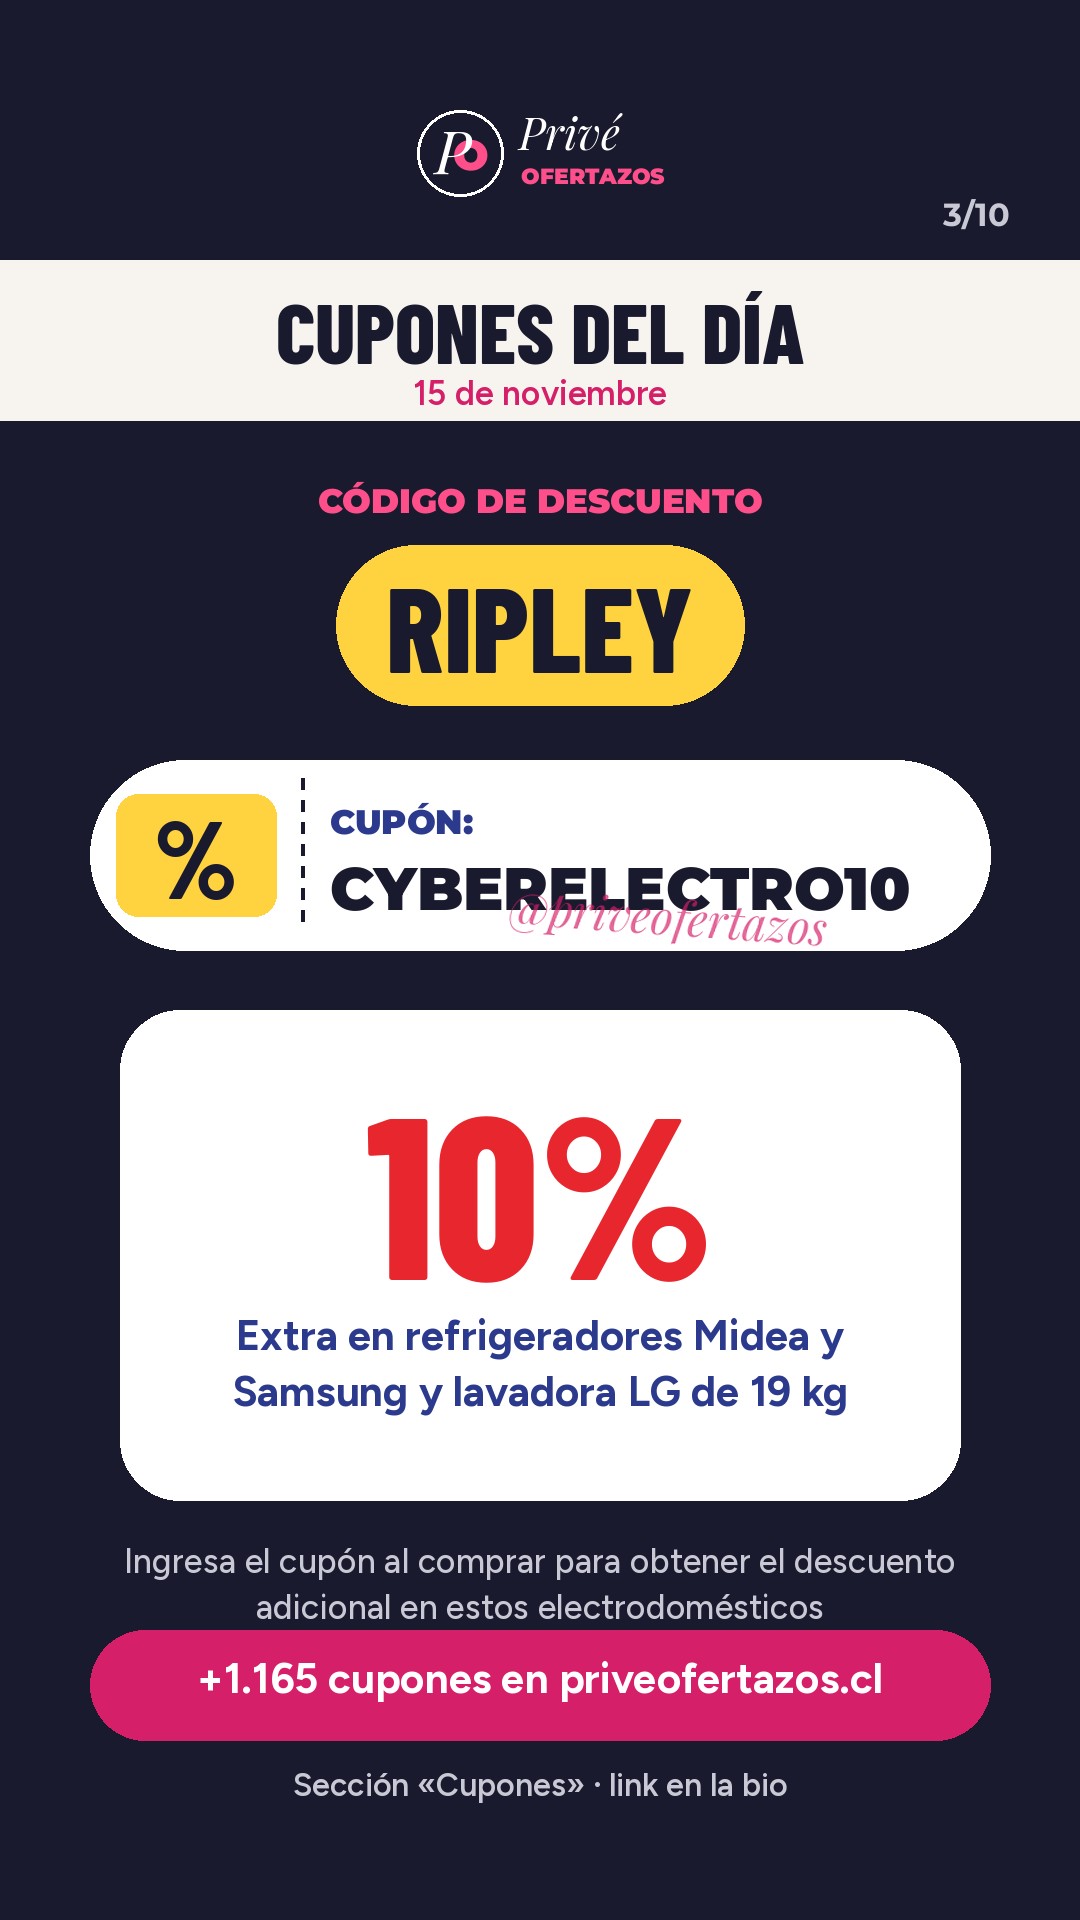 Po
Privé
OFERTAZOS
3/10
CUPONES DEL DÍA
15 de noviembre
CÓDIGO DE DESCUENTO
RIPLEY
%
CUPÓN:
CYBERELECTRO10
@priveofertazos
10%
Extra en refrigeradores Midea y
Samsung y lavadora LG de 19 kg
Ingresa el cupón al comprar para obtener el descuento
adicional en estos electrodomésticos
+1.165 cupones en priveofertazos.cl
Sección «Cupones» · link en la bio